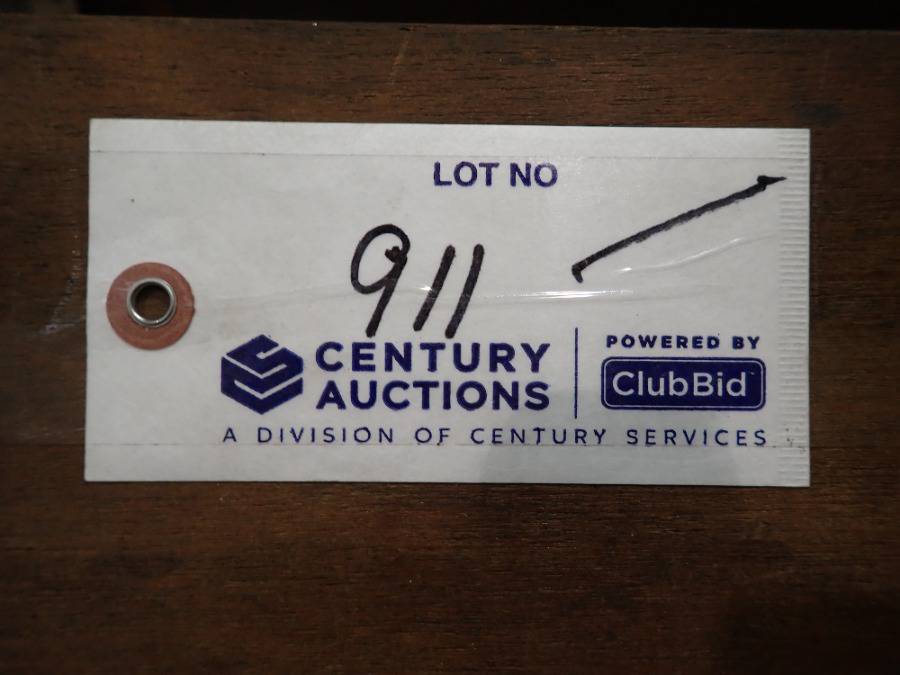 LOT NO
911
CENTURY
AUCTIONS
POWERED BY
ClubBid
A DIVISION OF CENTURY SERVICES